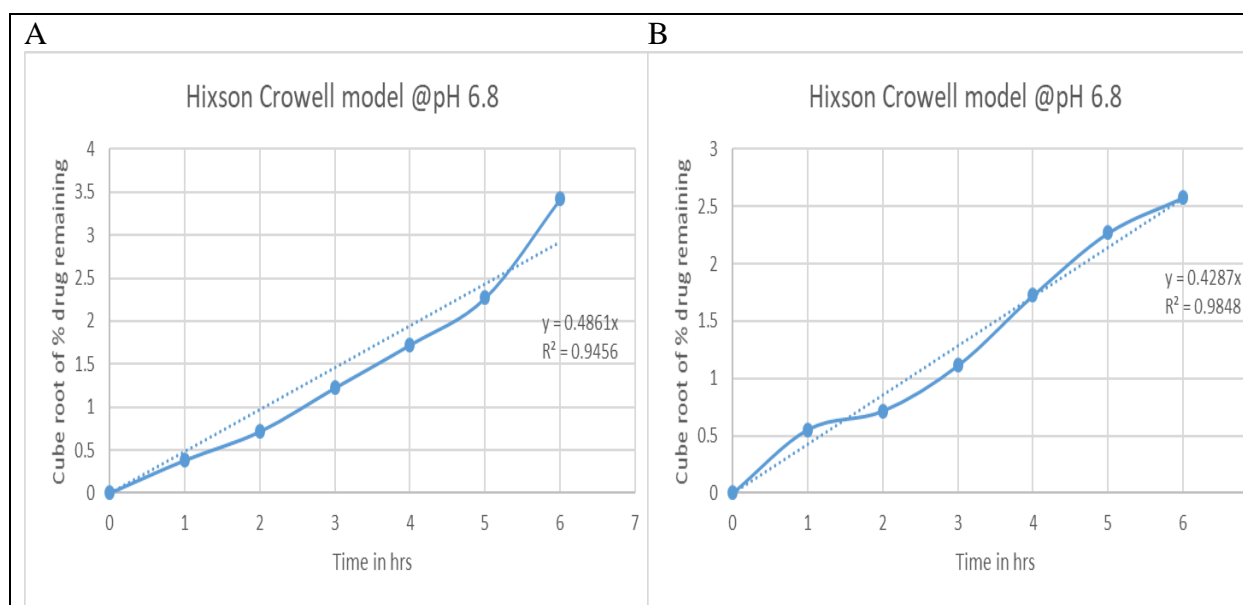 A
B
Hixson Crowell model @pH 6.8
4
3.5
3
2.5
2
1.5
1
0.5
0
Cube root of % drug remaining
y = 0.4861x
R² = 0.9456
0 1 2 3 4 5 6 7
Time in hrs
Hixson Crowell model @pH 6.8
3
2.5
2
1.5
1
0.5
0
Cube root of % drug remaining
y = 0.4287x
R² = 0.9848
0 1 2 3 4 5 6
Time in hrs